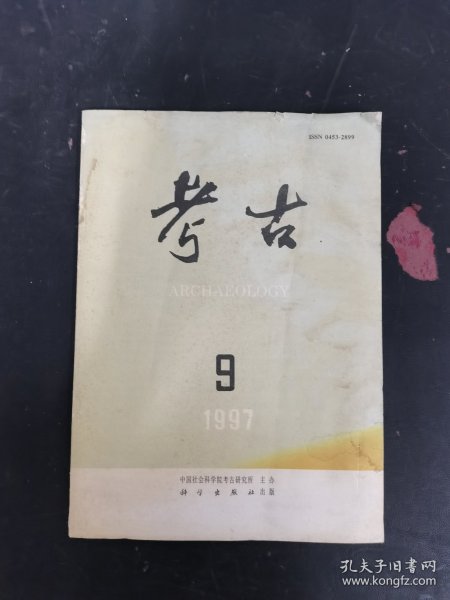 ISSN 0453-2899
考古
ARCHAEOLOGY
9
1997
中国社会科学院考古研究所 主办
科学出版社出版
孔夫子旧书网
www.kongfz.com